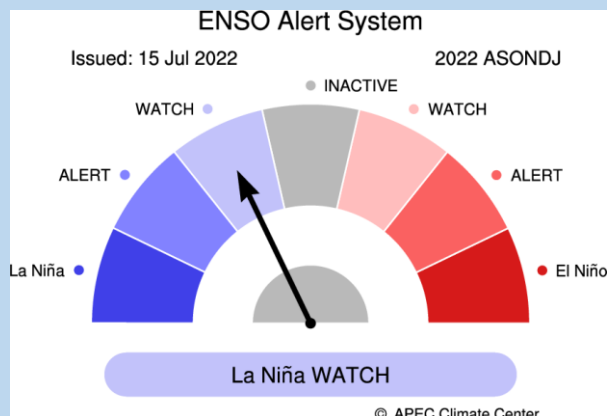 ENSO Alert System
Issued: 15 Jul 2022
2022 ASONDJ
INACTIVE
WATCH
WATCH
ALERT
ALERT
La Niña
El Niño
La Niña WATCH
© APEC Climate Center